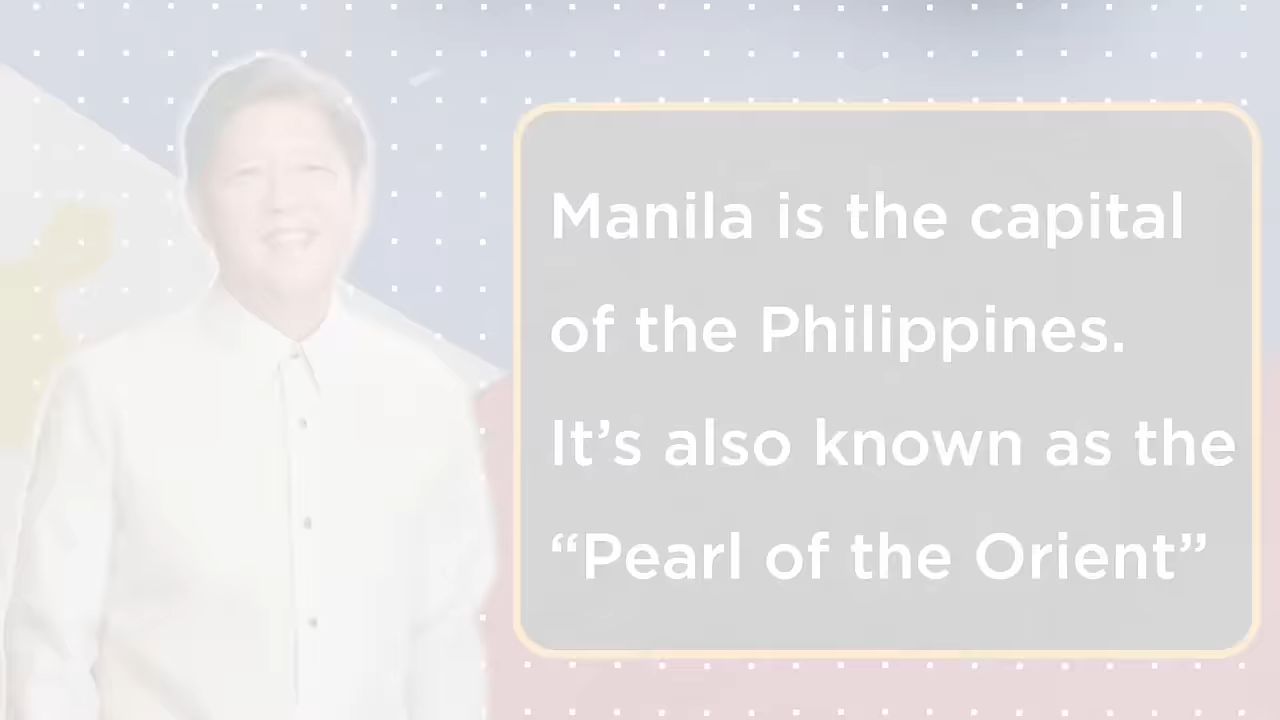 Manila is the capital
of the Philippines.
It’s also known as the
“Pearl of the Orient”